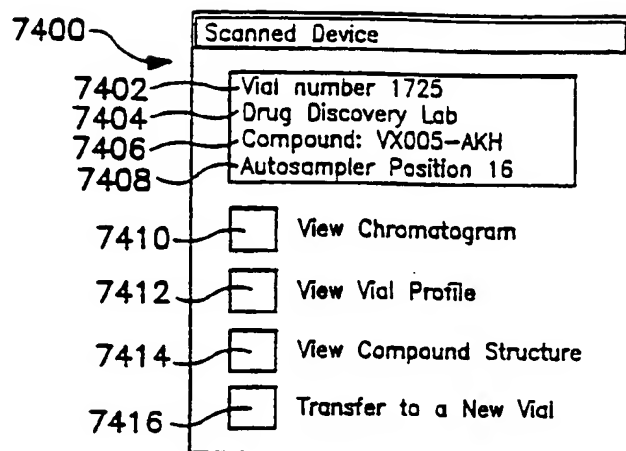 7400
Scanned Device
7402 Vial number 1725
7404 Drug Discovery Lab
7406 Compound: VX005-AKH
7408 Autosampler Position 16
7410 View Chromatogram
7412 View Vial Profile
7414 View Compound Structure
7416 Transfer to a New Vial